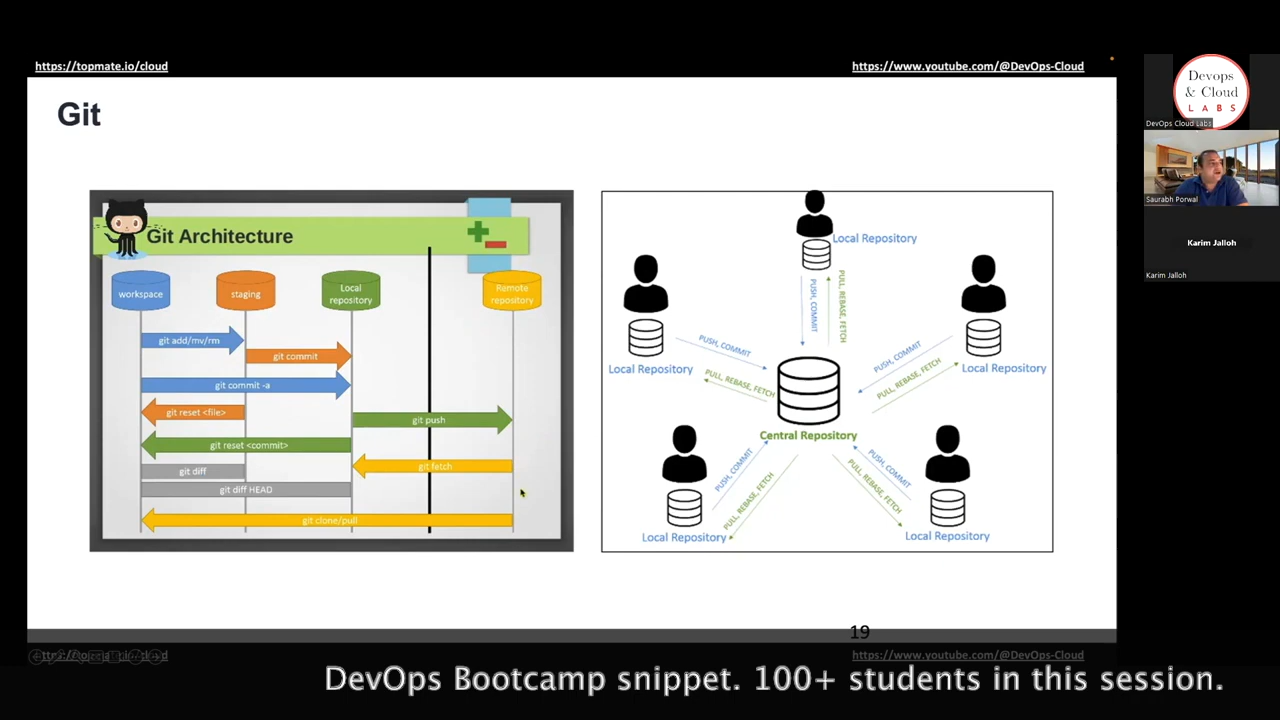 https://topmate.io/cloud
https://www.youtube.com/@DevOps-Cloud
Git
Git Architecture
workspace
staging
Local
repository
Remote
repository
git add/mv/rm
git commit
git commit -a
git reset <file>
git push
git reset <commit>
git fetch
git diff
git diff HEAD
git clone/pull
Local Repository
PUSH, COMMIT
PULL, REBASE, FETCH
Local Repository
PUSH, COMMIT
PULL, REBASE, FETCH
Local Repository
PUSH, COMMIT
PULL, REBASE, FETCH
Central Repository
Local Repository
PUSH, COMMIT
PULL, REBASE, FETCH
Local Repository
PUSH, COMMIT
PULL, REBASE, FETCH
19
https://www.youtube.com/@DevOps-Cloud
Devops
& Cloud
LABS
DevOps Cloud Labs
Saurabh Porwal
Karim Jalloh
Karim Jalloh
DevOps Bootcamp snippet. 100+ students in this session.